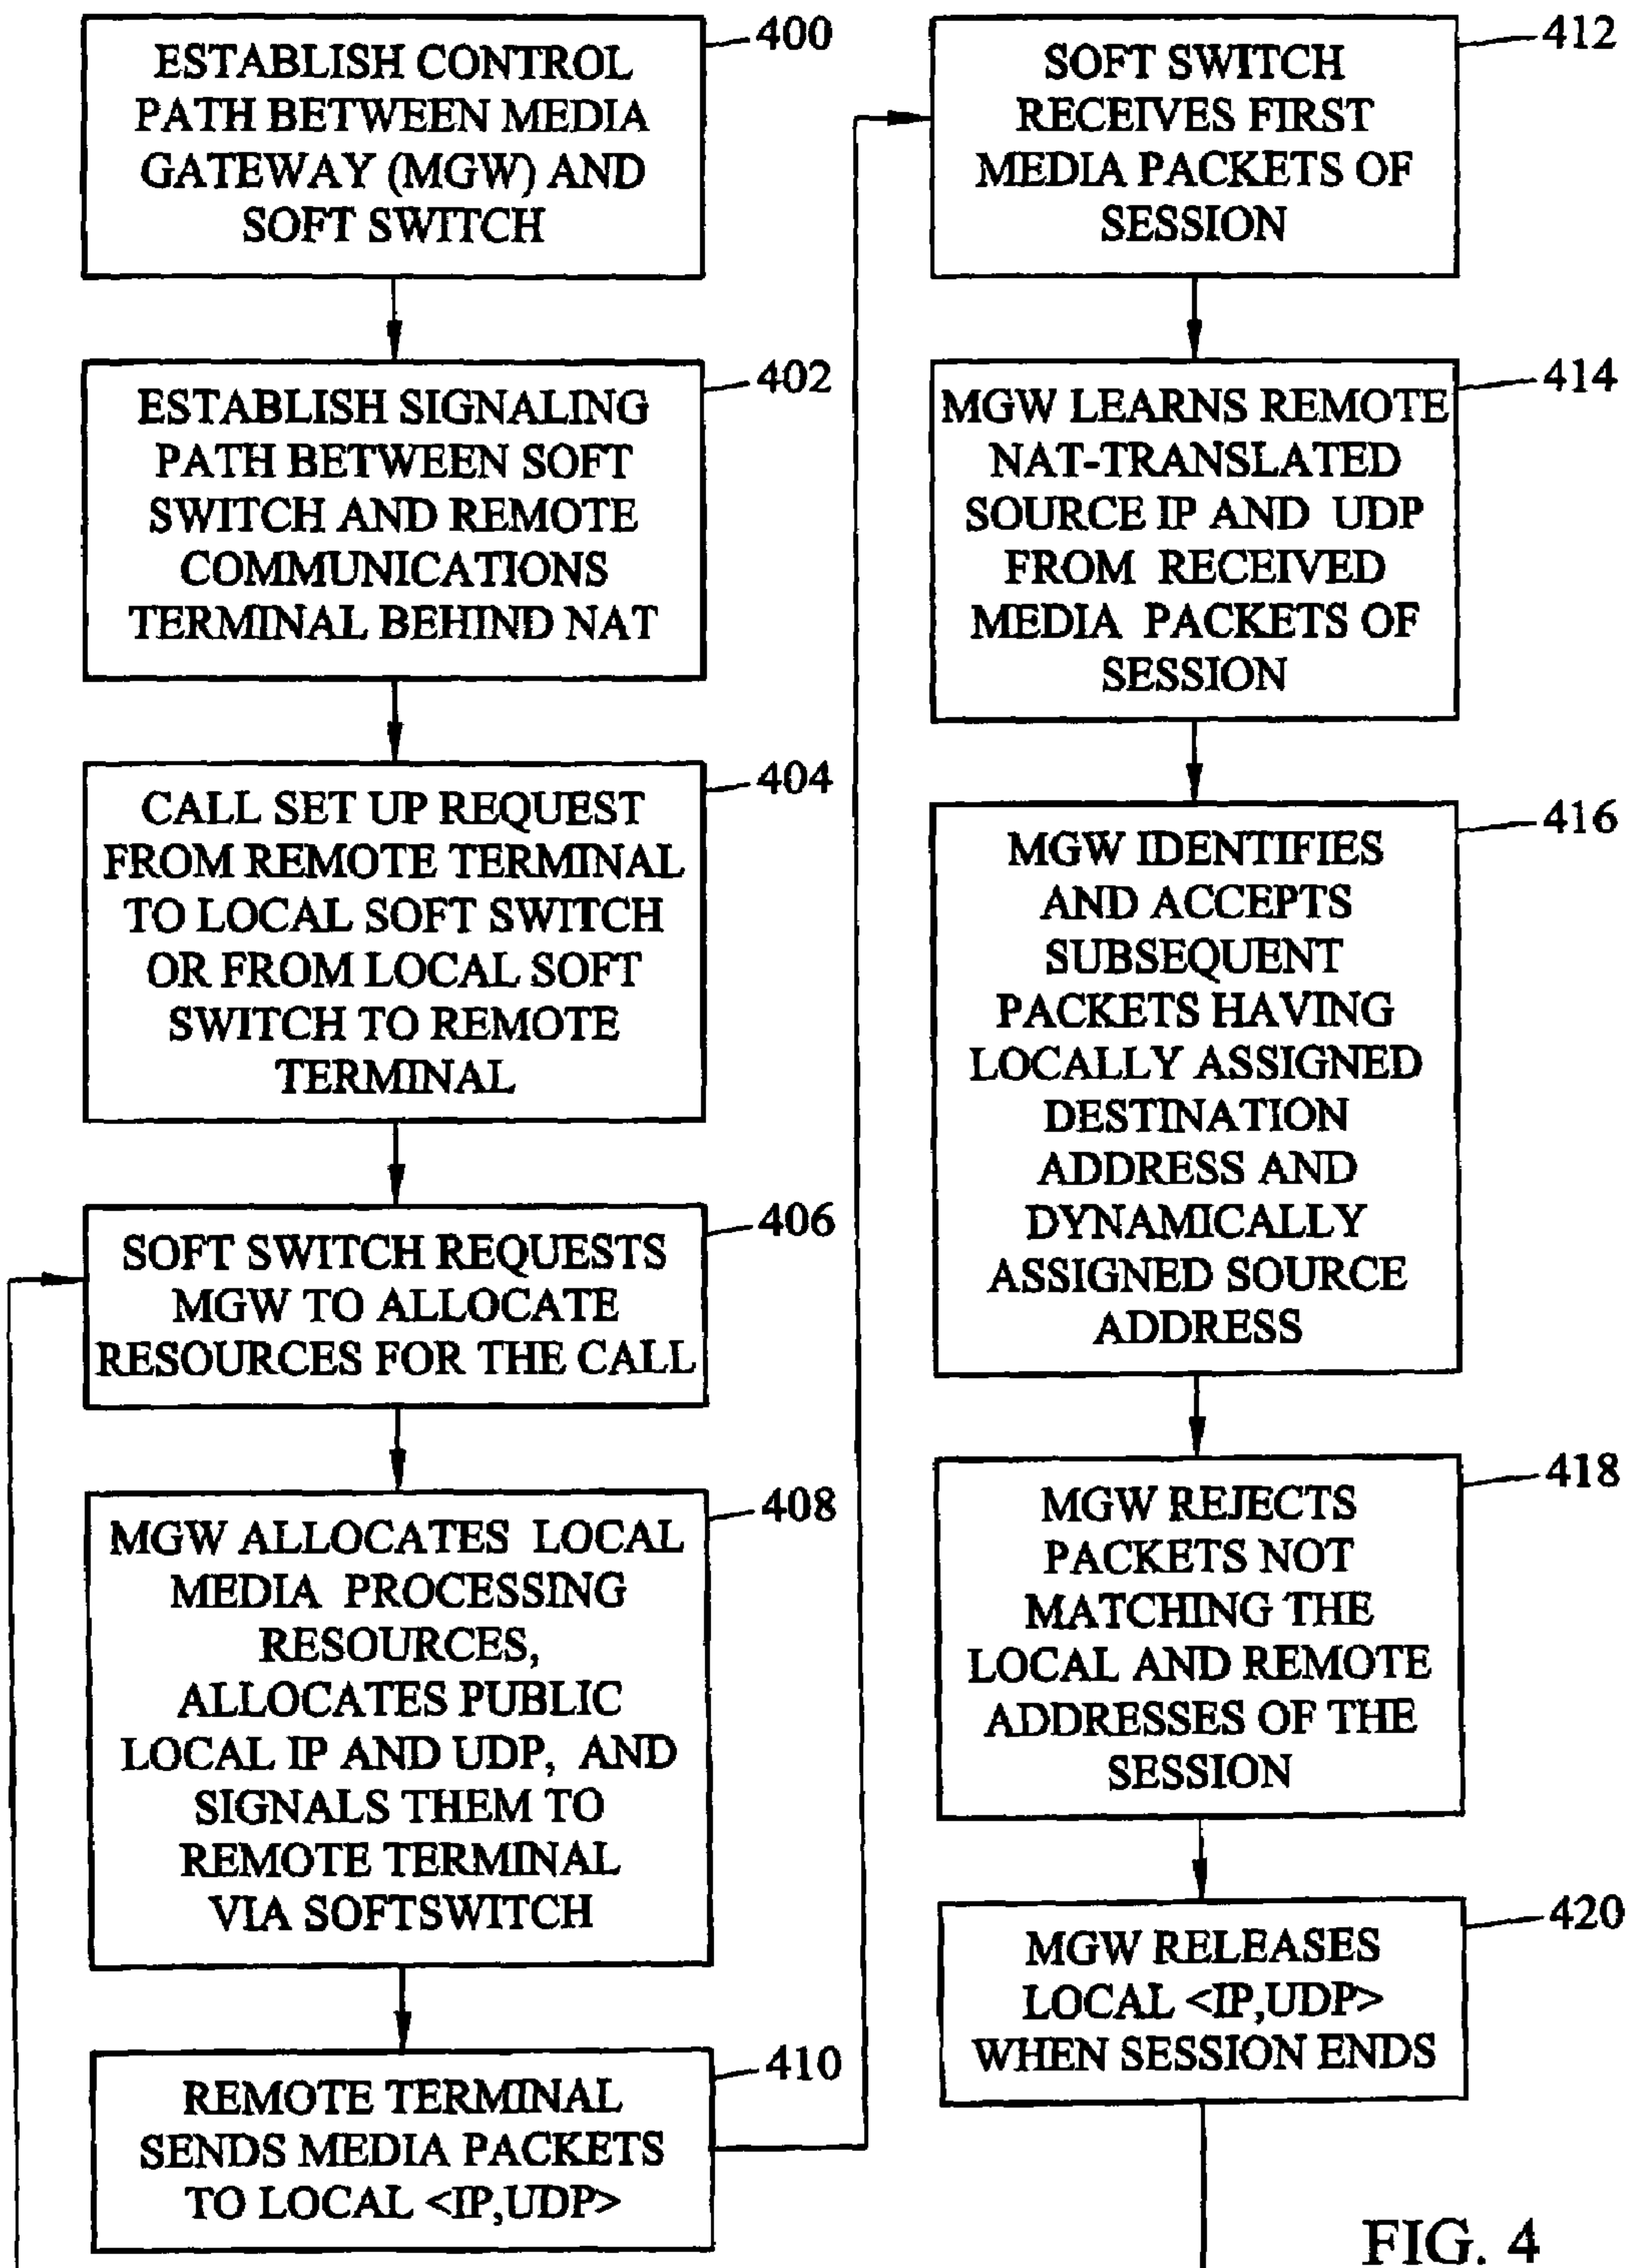 400
ESTABLISH CONTROL
PATH BETWEEN MEDIA
GATEWAY (MGW) AND
SOFT SWITCH
402
ESTABLISH SIGNALING
PATH BETWEEN SOFT
SWITCH AND REMOTE
COMMUNICATIONS
TERMINAL BEHIND NAT
404
CALL SET UP REQUEST
FROM REMOTE TERMINAL
TO LOCAL SOFT SWITCH
OR FROM LOCAL SOFT
SWITCH TO REMOTE
TERMINAL
406
SOFT SWITCH REQUESTS
MGW TO ALLOCATE
RESOURCES FOR THE CALL
408
MGW ALLOCATES LOCAL
MEDIA PROCESSING
RESOURCES,
ALLOCATES PUBLIC
LOCAL IP AND UDP, AND
SIGNALS THEM TO
REMOTE TERMINAL
VIA SOFTSWITCH
410
REMOTE TERMINAL
SENDS MEDIA PACKETS
TO LOCAL <IP,UDP>
412
SOFT SWITCH
RECEIVES FIRST
MEDIA PACKETS OF
SESSION
414
MGW LEARNS REMOTE
NAT-TRANSLATED
SOURCE IP AND UDP
FROM RECEIVED
MEDIA PACKETS OF
SESSION
416
MGW IDENTIFIES
AND ACCEPTS
SUBSEQUENT
PACKETS HAVING
LOCALLY ASSIGNED
DESTINATION
ADDRESS AND
DYNAMICALLY
ASSIGNED SOURCE
ADDRESS
418
MGW REJECTS
PACKETS NOT
MATCHING THE
LOCAL AND REMOTE
ADDRESSES OF THE
SESSION
420
MGW RELEASES
LOCAL <IP,UDP>
WHEN SESSION ENDS
FIG. 4